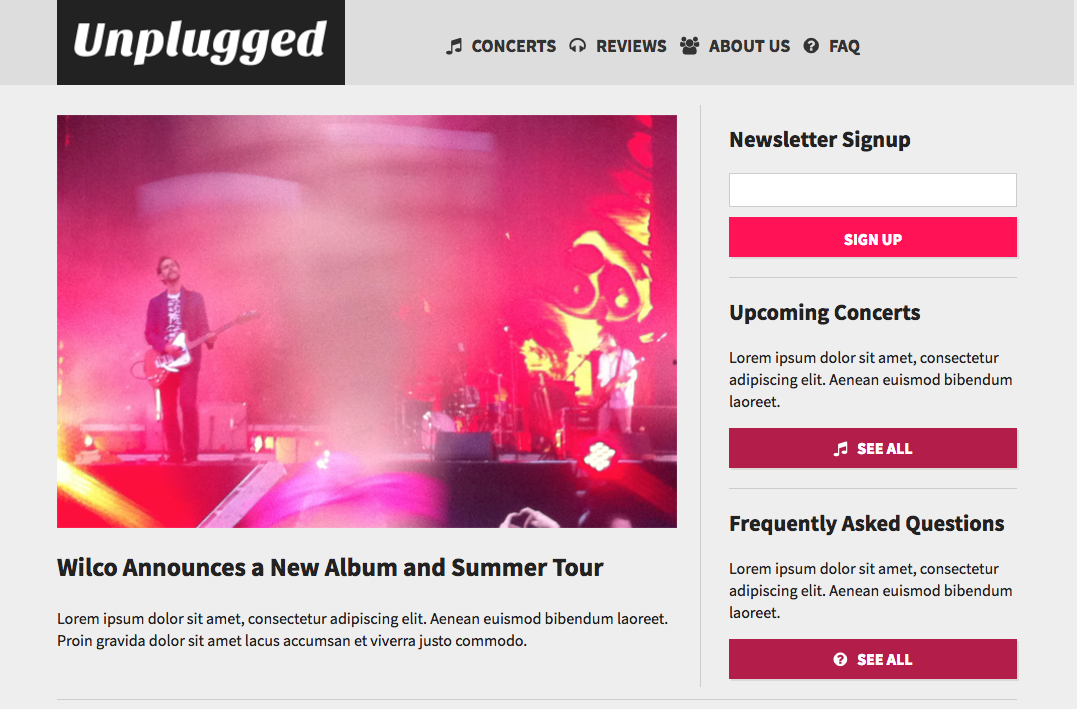 Unplugged
CONCERTS REVIEWS ABOUT US FAQ
Wilco Announces a New Album and Summer Tour
Lorem ipsum dolor sit amet, consectetur adipiscing elit. Aenean euismod bibendum laoreet.
Proin gravida dolor sit amet lacus accumsan et viverra justo commodo.
Newsletter Signup
SIGN UP
Upcoming Concerts
Lorem ipsum dolor sit amet, consectetur
adipiscing elit. Aenean euismod bibendum
laoreet.
SEE ALL
Frequently Asked Questions
Lorem ipsum dolor sit amet, consectetur
adipiscing elit. Aenean euismod bibendum
laoreet.
SEE ALL